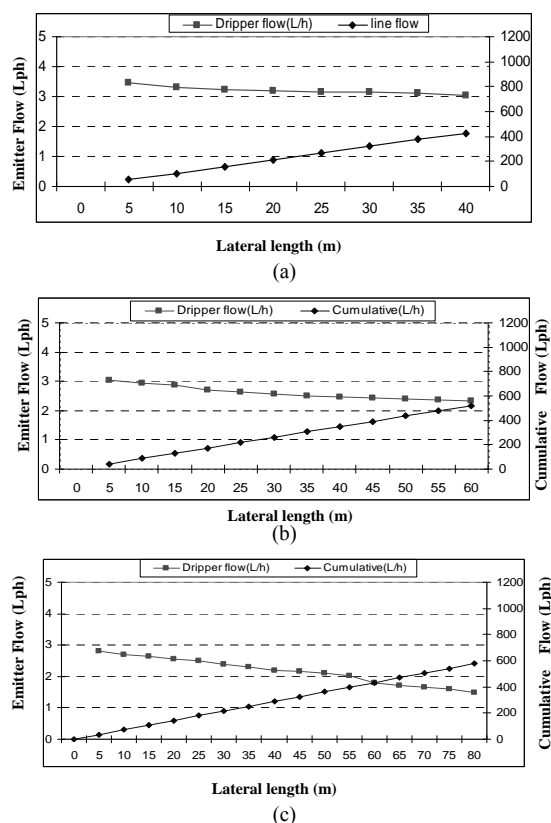 Dripper flow(L/h) line flow
5 1200
4 1000
3 800
2 600
1 400
0 200
0
Emitter Flow (Lph)
0 5 10 15 20 25 30 35 40
Lateral length (m)
(a)
Dripper flow(L/h) Cumulative(L/h)
5 1200
4 1000
3 800
2 600
1 400
0 200
0
Emitter Flow (Lph)
Cumulative Flow (Lph)
0 5 10 15 20 25 30 35 40 45 50 55 60
Lateral length (m)
(b)
Dripper flow(L/h) Cumulative(L/h)
5 1200
4 1000
3 800
2 600
1 400
0 200
0
Emitter Flow (Lph)
Cumulative Flow (Lph)
0 5 10 15 20 25 30 35 40 45 50 55 60 65 70 75 80
Lateral length (m)
(c)